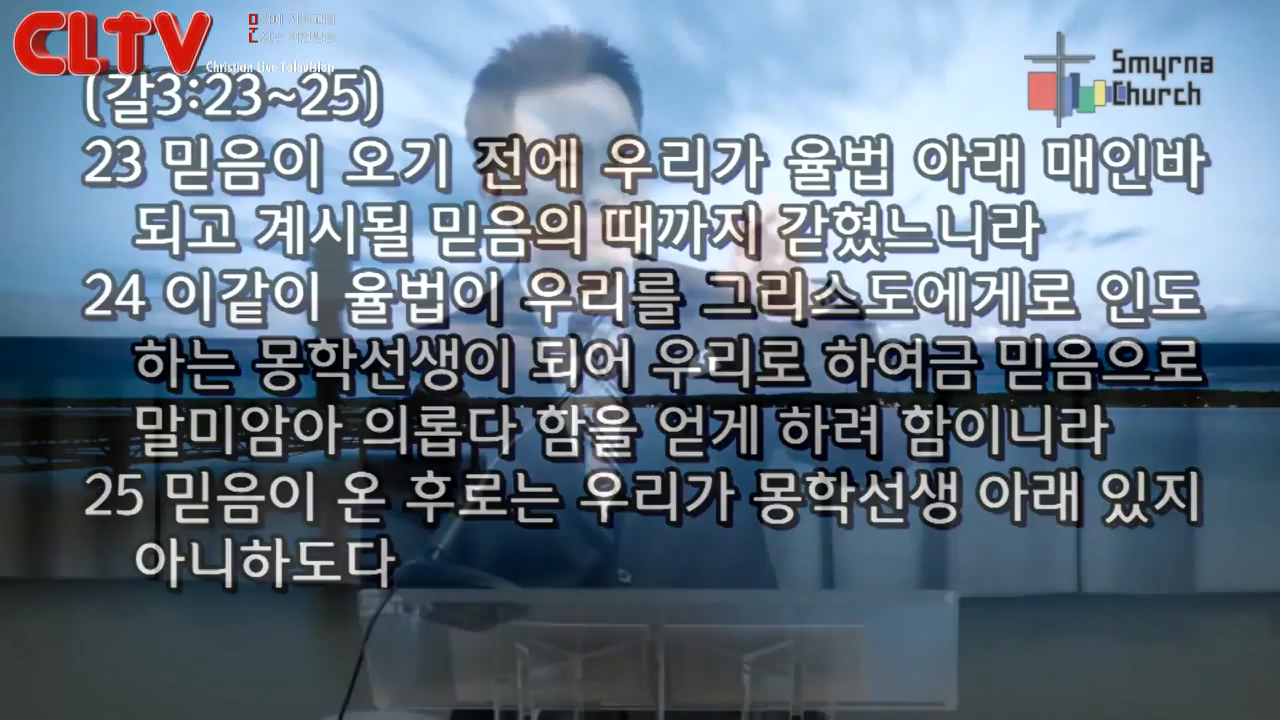 CLTV
Christian Live Television
Smyrna
Church
(갈3:23~25)
23 믿음이 오기 전에 우리가 율법 아래 매인바
되고 계시될 믿음의 때까지 갇혔느니라
24 이같이 율법이 우리를 그리스도에게로 인도
하는 몽학선생이 되어 우리로 하여금 믿음으로
말미암아 의롭다 함을 얻게 하려 함이니라
25 믿음이 온 후로는 우리가 몽학선생 아래 있지
아니하도다